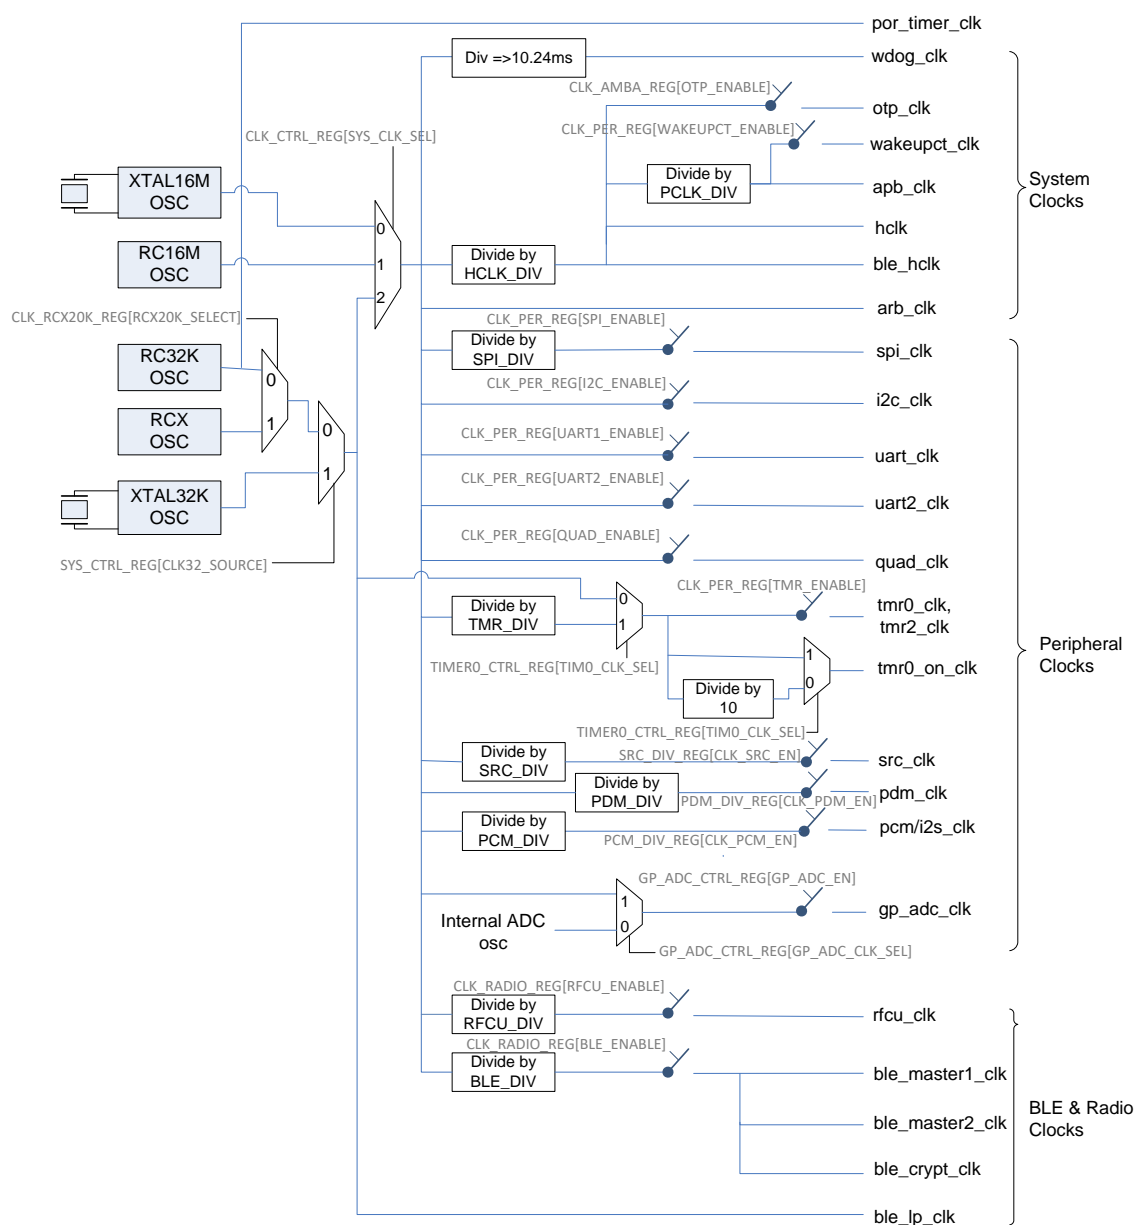 por_timer_clk
Div =>10.24ms
wdog_clk
CLK_AMBA_REG[OTP_ENABLE]
otp_clk
CLK_PER_REG[WAKEUPCT_ENABLE]
wakeupct_clk
CLK_CTRL_REG[SYS_CLK_SEL]
XTAL16M
OSC
Divide by
PCLK_DIV
apb_clk
System
Clocks
0
hclk
RC16M
OSC
1
Divide by
HCLK_DIV
ble_hclk
2
arb_clk
CLK_RCX20K_REG[RCX20K_SELECT]
CLK_PER_REG[SPI_ENABLE]
RC32K
OSC
0
Divide by
SPI_DIV
spi_clk
CLK_PER_REG[I2C_ENABLE]
i2c_clk
RCX
OSC
1
0
CLK_PER_REG[UART1_ENABLE]
uart_clk
1
XTAL32K
OSC
CLK_PER_REG[UART2_ENABLE]
uart2_clk
SYS_CTRL_REG[CLK32_SOURCE]
CLK_PER_REG[QUAD_ENABLE]
quad_clk
CLK_PER_REG[TMR_ENABLE]
Divide by
TMR_DIV
0
1
tmr0_clk,
tmr2_clk
Peripheral
Clocks
TIMER0_CTRL_REG[TIM0_CLK_SEL]
1
0
tmr0_on_clk
Divide by
10
TIMER0_CTRL_REG[TIM0_CLK_SEL]
Divide by
SRC_DIV
SRC_DIV_REG[CLK_SRC_EN]
src_clk
Divide by
PDM_DIV
PDM_DIV_REG[CLK_PDM_EN]
pdm_clk
Divide by
PCM_DIV
PCM_DIV_REG[CLK_PCM_EN]
pcm/i2s_clk
GP_ADC_CTRL_REG[GP_ADC_EN]
1
0
Internal ADC
osc
gp_adc_clk
GP_ADC_CTRL_REG[GP_ADC_CLK_SEL]
CLK_RADIO_REG[RFCU_ENABLE]
Divide by
RFCU_DIV
rfcu_clk
CLK_RADIO_REG[BLE_ENABLE]
Divide by
BLE_DIV
ble_master1_clk
BLE & Radio
Clocks
ble_master2_clk
ble_crypt_clk
ble_lp_clk